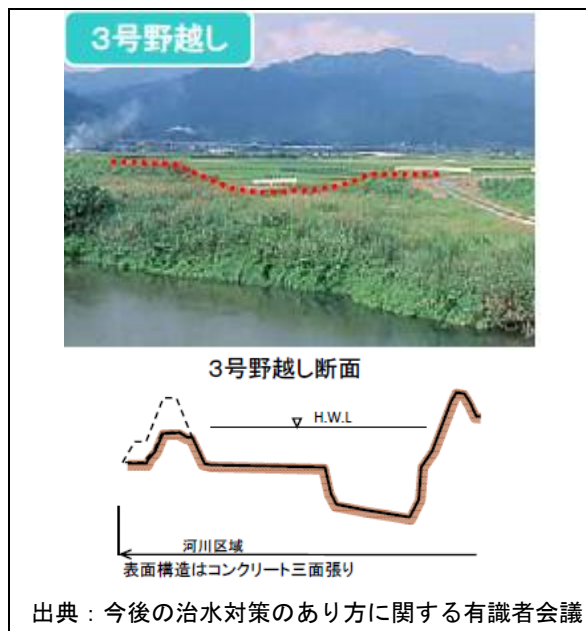 3号野越し
3号野越し断面
H.W.L
河川区域
表面構造はコンクリート三面張り
出典：今後の治水対策のあり方に関する有識者会議